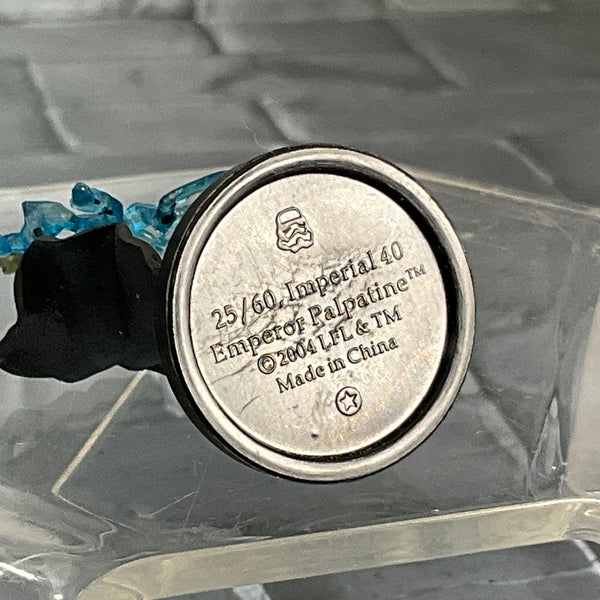 25/60, Imperial 40
Emperor Palpatine™
©2004 LFL & TM
Made in China